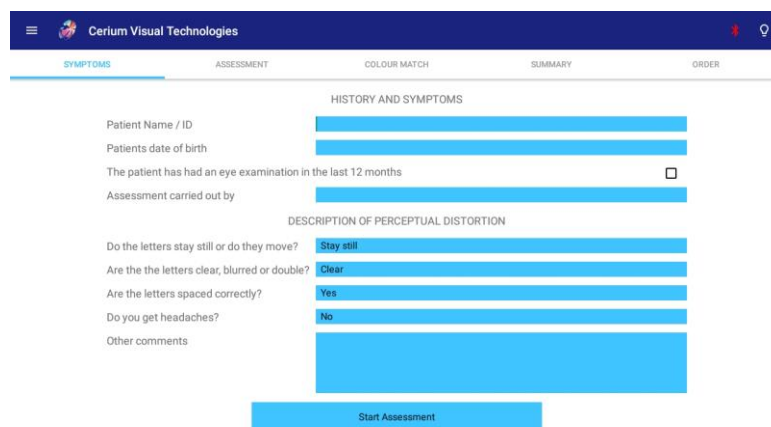 Cerium Visual Technologies
SYMPTOMS ASSESSMENT COLOUR MATCH SUMMARY ORDER
HISTORY AND SYMPTOMS
Patient Name / ID
Patients date of birth
The patient has had an eye examination in the last 12 months
Assessment carried out by
DESCRIPTION OF PERCEPTUAL DISTORTION
Do the letters stay still or do they move? Stay still
Are the the letters clear, blurred or double? Clear
Are the letters spaced correctly? Yes
Do you get headaches? No
Other comments
Start Assessment